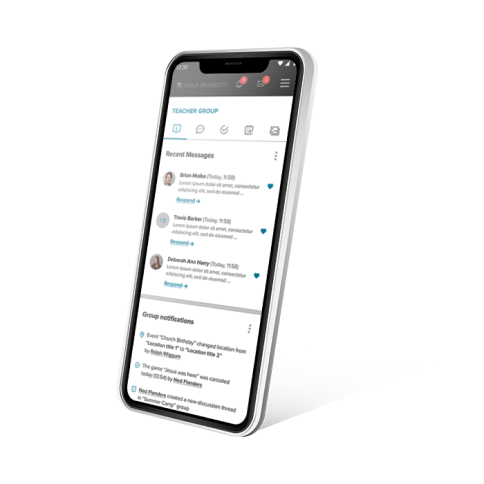 TEACHER GROUP
Recent Messages
Brian Molko (Today, 11:58)
Lorem ipsum dolor sit amet, consectetur
adipiscing elit, sed do eiusmod ...
Respond →
TB
Travis Barker (Today, 11:58)
Lorem ipsum dolor sit amet, consectetur
adipiscing elit, sed do eiusmod ...
Respond →
Deborah Ann Harry (Today, 11:58)
Lorem ipsum dolor sit amet, consectetur
adipiscing elit, sed do eiusmod ...
Respond →
Group notifications
Event "Church Birthday" changed location from
"Location title 1" to "Location title 2"
by Ralph Wiggum
The game "Jesus was here" was canceled
today (12:54) by Ned Flanders
Ned Flanders created a new discussion thread
in "Summer Camp" group